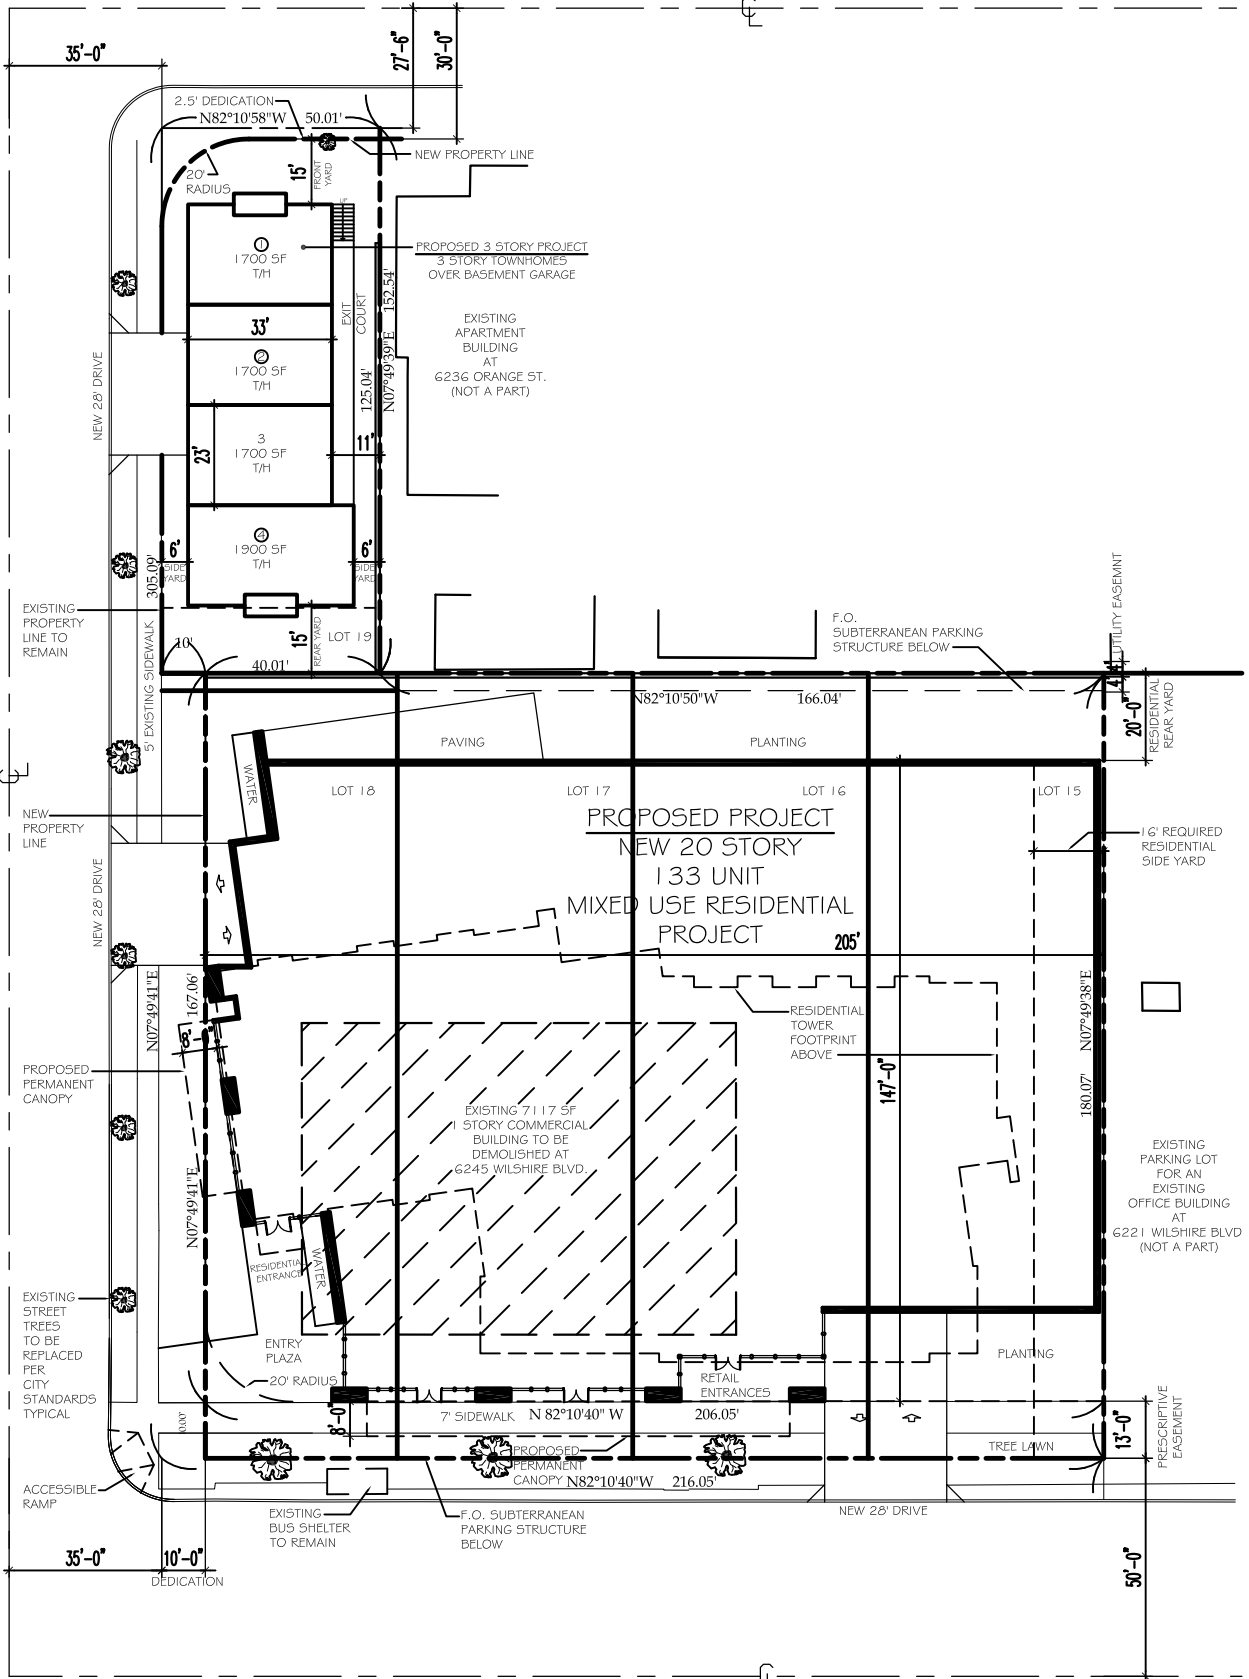 35'-0"
27'-6"
30'-0"
2.5' DEDICATION
N82°10'58"W 50.01'
NEW PROPERTY LINE
20'
RADIUS
15'
FRONT
YARD
UP
1
1700 SF
T/H
PROPOSED 3 STORY PROJECT
3 STORY TOWNHOMES
OVER BASEMENT GARAGE
EXIT
COURT
N07°49'39"E 152.54'
125.04'
33'
2
1700 SF
T/H
EXISTING
APARTMENT
BUILDING
AT
6236 ORANGE ST.
(NOT A PART)
NEW 28' DRIVE
3
1700 SF
T/H
23'
11'
4
1900 SF
T/H
6'
SIDE
YARD
6'
SIDE
YARD
305.09'
EXISTING
PROPERTY
LINE TO
REMAIN
5' EXISTING SIDEWALK
10'
40.01'
15'
REAR YARD
LOT 19
F.O.
SUBTERRANEAN PARKING
STRUCTURE BELOW
UTILITY EASEMNT
4'
4'
N82°10'50"W 166.04'
20'-0"
RESIDENTIAL
REAR YARD
PAVING
PLANTING
WATER
LOT 18
LOT 17
LOT 16
LOT 15
NEW
PROPERTY
LINE
PROPOSED PROJECT
NEW 20 STORY
133 UNIT
MIXED USE RESIDENTIAL
PROJECT
16' REQUIRED
RESIDENTIAL
SIDE YARD
NEW 28' DRIVE
205'
N07°49'41"E
167.06'
8'-0"
RESIDENTIAL
TOWER
FOOTPRINT
ABOVE
147'-0"
N07°49'38"E
180.07'
PROPOSED
PERMANENT
CANOPY
EXISTING 7117 SF
1 STORY COMMERCIAL
BUILDING TO BE
DEMOLISHED AT
6245 WILSHIRE BLVD.
EXISTING
PARKING LOT
FOR AN
EXISTING
OFFICE BUILDING
AT
6221 WILSHIRE BLVD
(NOT A PART)
N07°49'41"E
RESIDENTIAL
ENTRANCE
WATER
EXISTING
STREET
TREES
TO BE
REPLACED
PER
CITY
STANDARDS
TYPICAL
ENTRY
PLAZA
20' RADIUS
PLANTING
RETAIL
ENTRANCES
8'-0"
7' SIDEWALK
N 82°10'40" W 206.05'
13'-0"
PRESCRIPTIVE
EASEMENT
TREE LAWN
PROPOSED
PERMANENT
CANOPY
N82°10'40"W 216.05'
ACCESSIBLE
RAMP
EXISTING
BUS SHELTER
TO REMAIN
F.O. SUBTERRANEAN
PARKING STRUCTURE
BELOW
NEW 28' DRIVE
35'-0"
10'-0"
DEDICATION
50'-0"